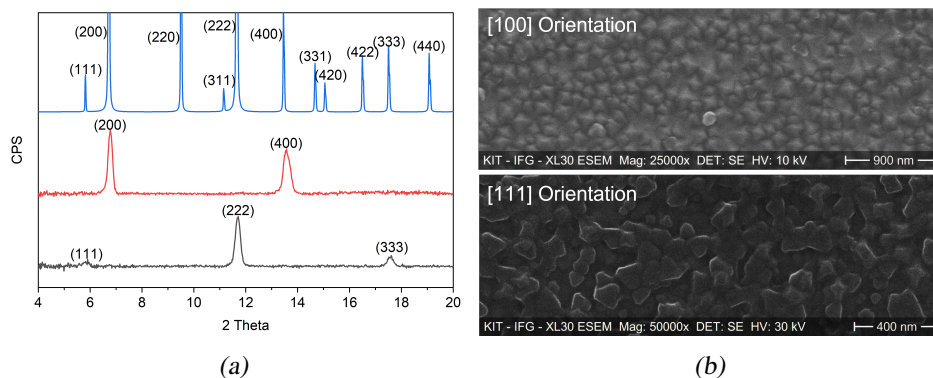 (200)
(220)
(222)
(400)
(111)
(311)
(331)
(420)
(422)
(333)
(440)
(200)
(400)
(111)
(222)
(333)
CPS
4 6 8 10 12 14 16 18 20
2 Theta
(a)
[100] Orientation
KIT - IFG - XL30 ESEM Mag: 25000x DET: SE HV: 10 kV 900 nm
[111] Orientation
KIT - IFG - XL30 ESEM Mag: 50000x DET: SE HV: 30 kV 400 nm
(b)